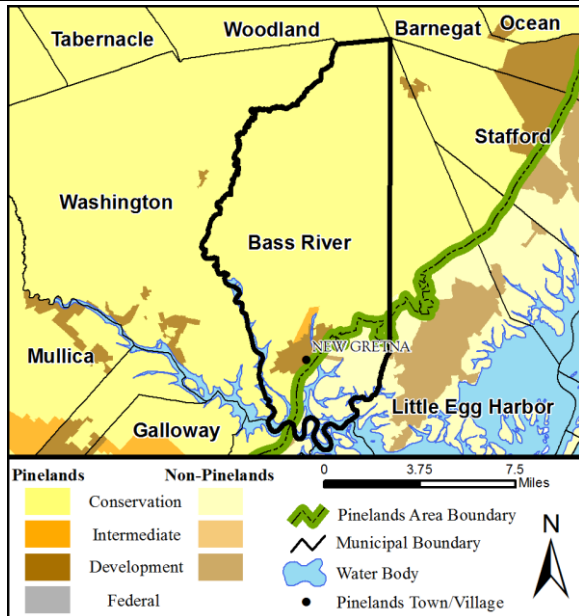 Ocean
Woodland
Barnegat
Tabernacle
Stafford
Washington
Bass River
NEW GRETNA
Mullica
Little Egg Harbor
Galloway
Pinelands Non-Pinelands
Conservation
Intermediate
Development
Federal
0 3.75 7.5
Miles
Pinelands Area Boundary
Municipal Boundary
Water Body
Pinelands Town/Village
N